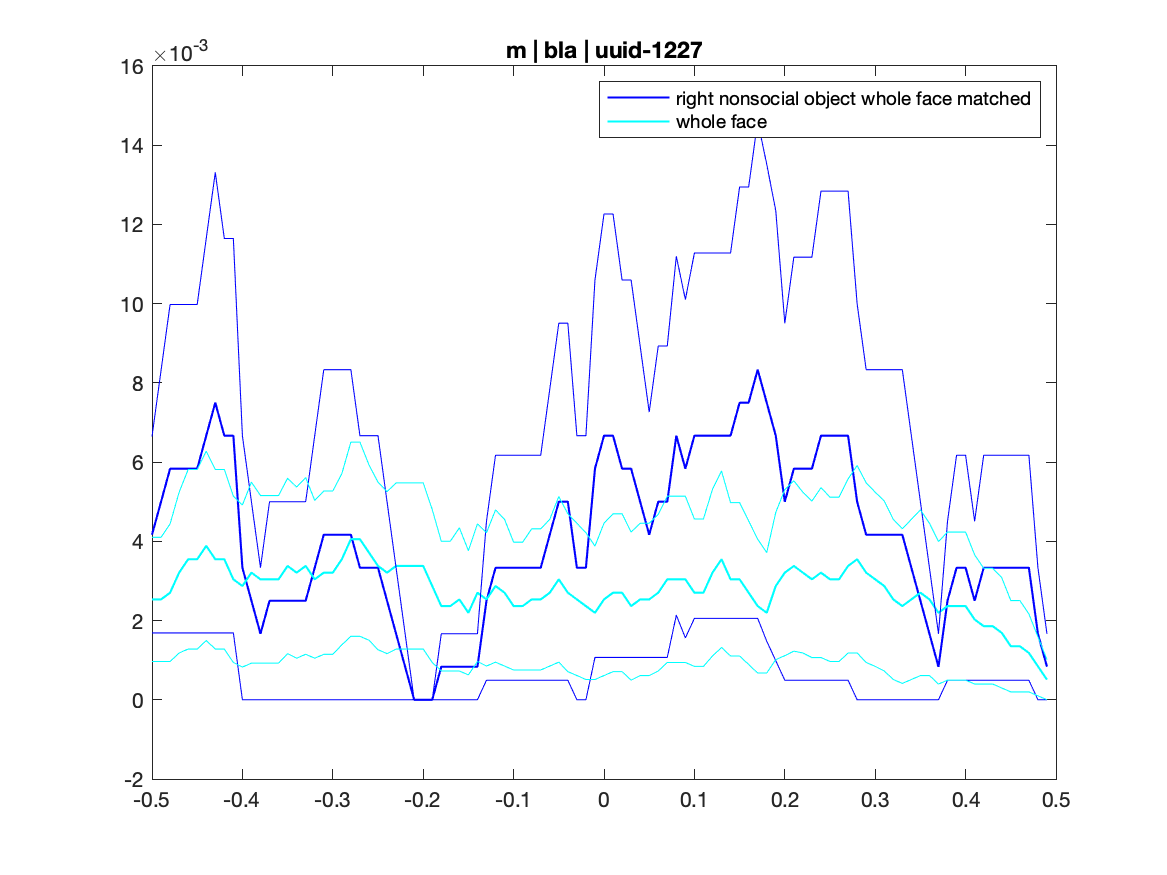 ×10-3
m | bla | uuid-1227
right nonsocial object whole face matched
whole face
16
14
12
10
8
6
4
2
0
-2
-0.5 -0.4 -0.3 -0.2 -0.1 0 0.1 0.2 0.3 0.4 0.5